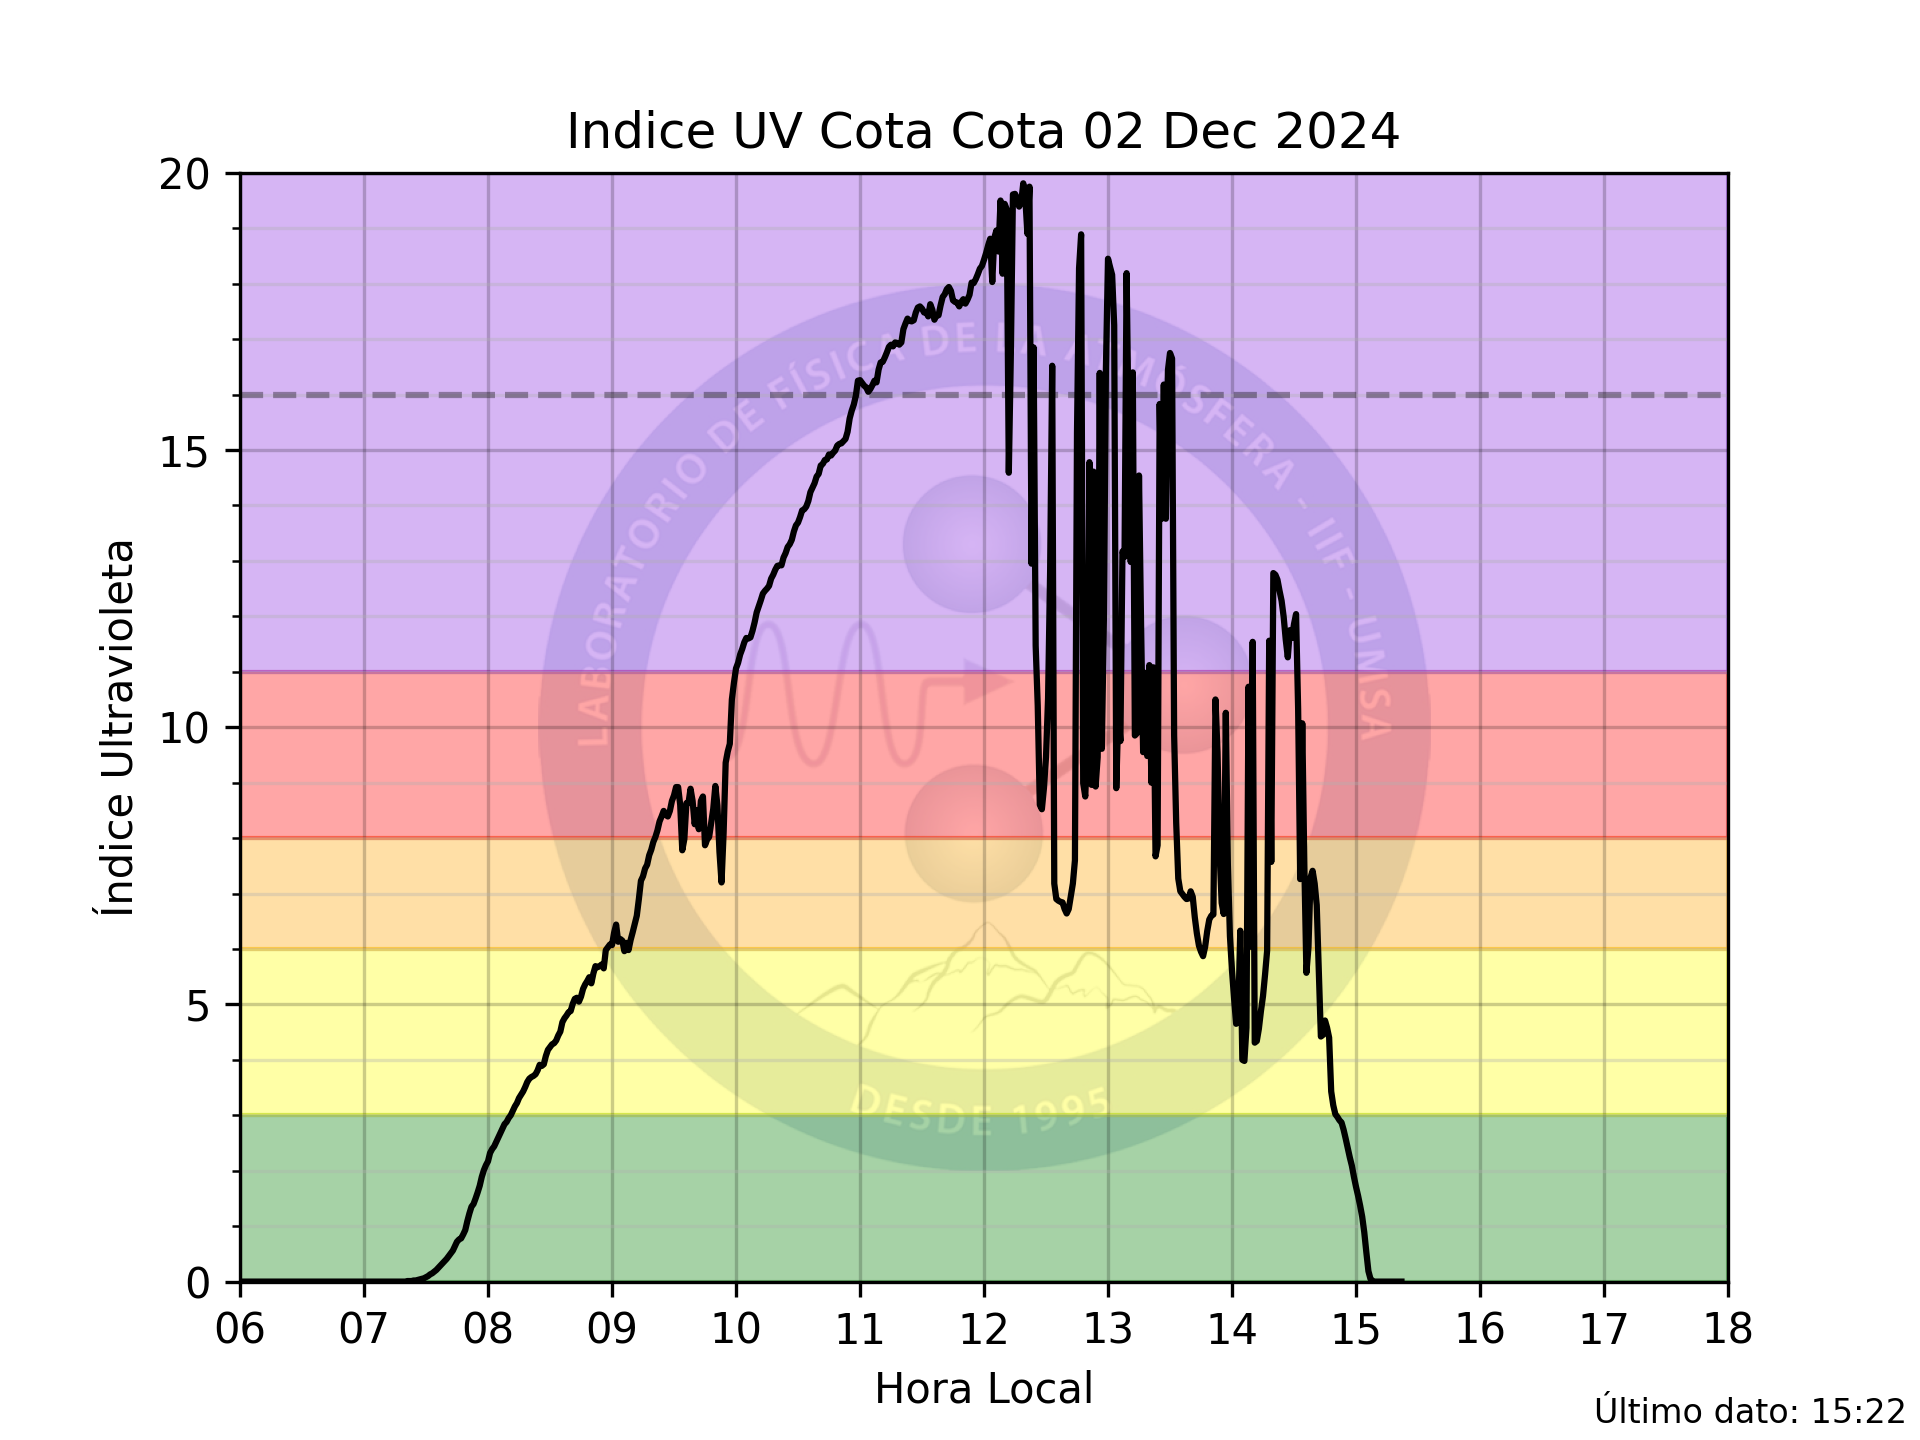 Indice UV Cota Cota 02 Dec 2024
20
15
10
5
0
Índice Ultravioleta
LABORATORIO DE FÍSICA DE LA ATMÓSFERA - IIF - UMSA
DESDE 1995
06 07 08 09 10 11 12 13 14 15 16 17 18
Hora Local
Último dato: 15:22